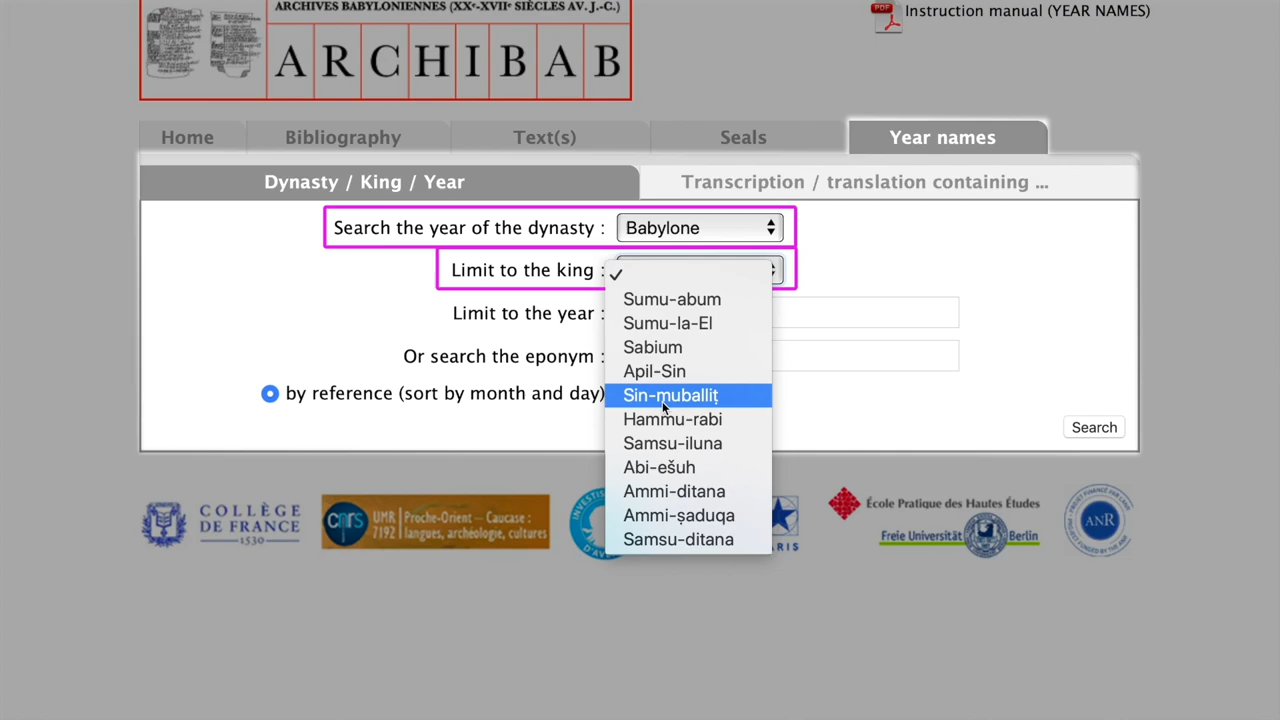 ARCHIVES BABYLONIENNES (XXe-XVIIe SIÈCLES AV. J.-C.)
ARCHIBAB
PDF
Instruction manual (YEAR NAMES)
Home
Bibliography
Text(s)
Seals
Year names
Dynasty / King / Year
Transcription / translation containing ...
Search the year of the dynasty : Babylone
Limit to the king :
✓
Sumu-abum
Sumu-la-El
Sabium
Apil-Sin
Sin-muballiṭ
Hammu-rabi
Samsu-iluna
Abi-ešuh
Ammi-ditana
Ammi-ṣaduqa
Samsu-ditana
Limit to the year :
Or search the eponym :
by reference (sort by month and day)
Search
COLLÈGE
DE FRANCE
1530
cnrs
UMR Proche-Orient – Caucase :
7192 langues, archéologie, cultures
École Pratique des Hautes Études
Freie Universität Berlin
ANR